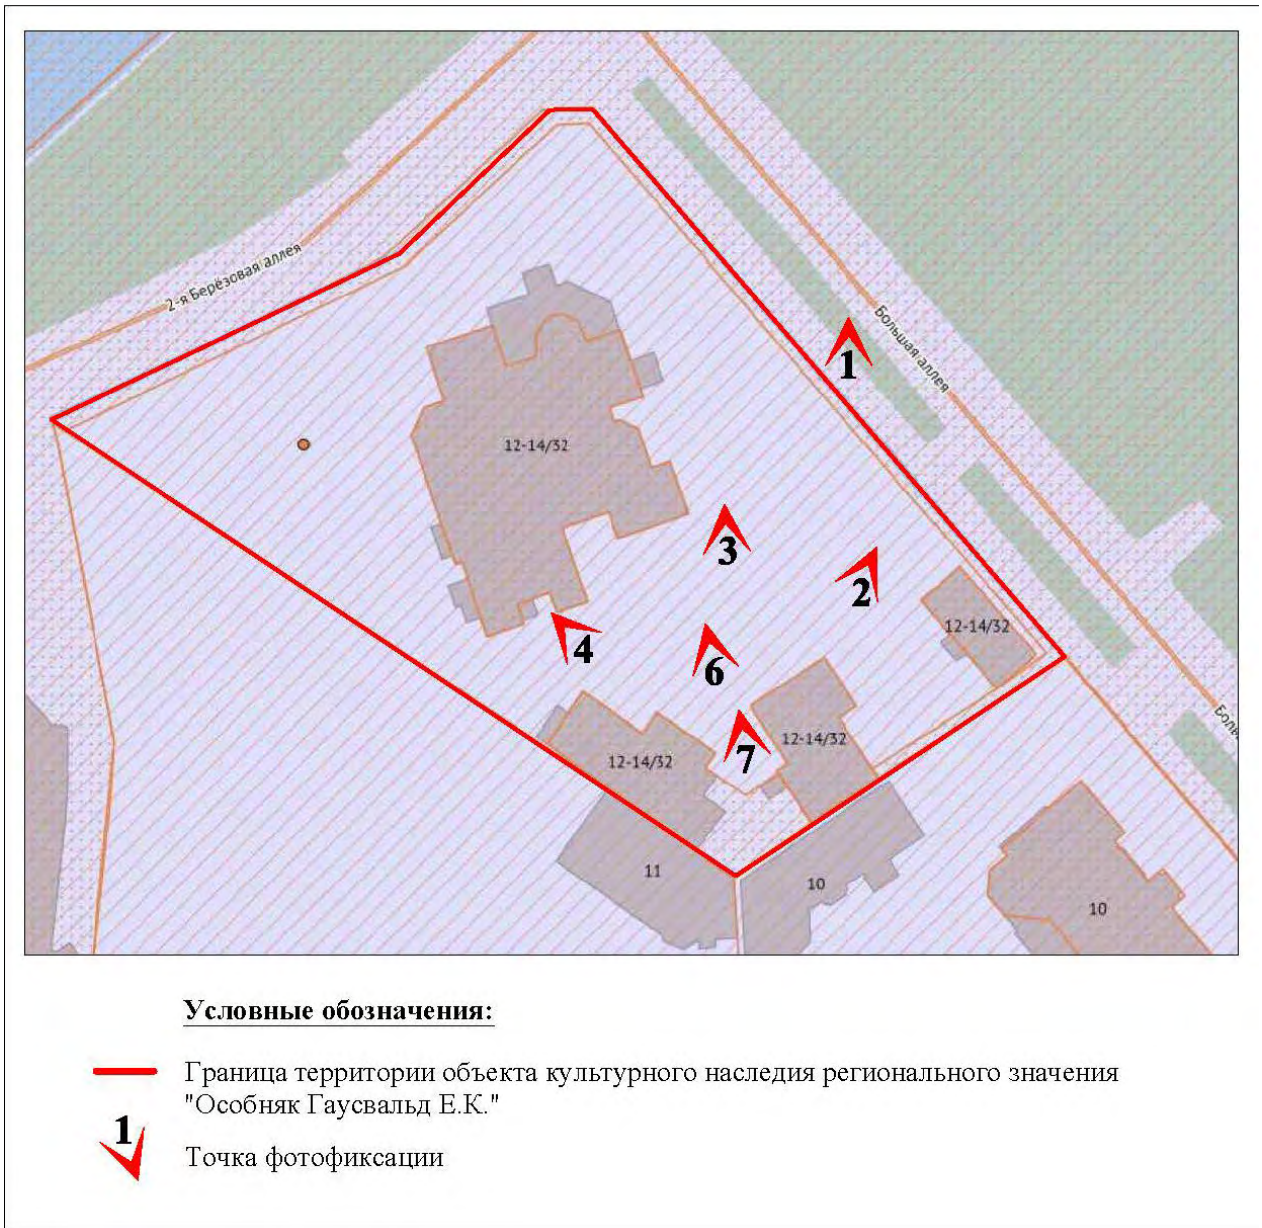 2-я Берёзовая аллея
Большая аллея
1
12-14/32
3
2
12-14/32
4
6
Боль
7
12-14/32
12-14/32
11
10
10
Условные обозначения:
Граница территории объекта культурного наследия регионального значения
"Особняк Гаусвальд Е.К."
1
Точка фотофиксации